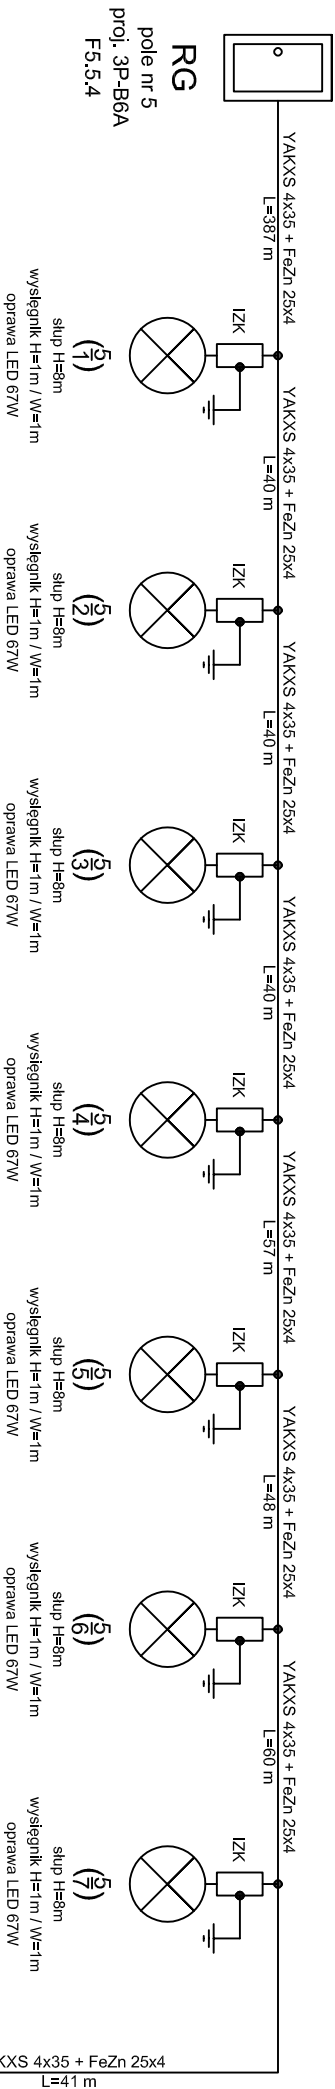 RG
pole nr 5
proj. 3P-B6A
F5.5.4
YAKXS 4x35 + FeZn 25x4
L=387 m
IZK
(5/1)
słup H=8m
wysięgnik H=1m / W=1m
oprawa LED 67W
YAKXS 4x35 + FeZn 25x4
L=40 m
IZK
(5/2)
słup H=8m
wysięgnik H=1m / W=1m
oprawa LED 67W
YAKXS 4x35 + FeZn 25x4
L=40 m
IZK
(5/3)
słup H=8m
wysięgnik H=1m / W=1m
oprawa LED 67W
YAKXS 4x35 + FeZn 25x4
L=40 m
IZK
(5/4)
słup H=8m
wysięgnik H=1m / W=1m
oprawa LED 67W
YAKXS 4x35 + FeZn 25x4
L=57 m
IZK
(5/5)
słup H=8m
wysięgnik H=1m / W=1m
oprawa LED 67W
YAKXS 4x35 + FeZn 25x4
L=48 m
IZK
(5/6)
słup H=8m
wysięgnik H=1m / W=1m
oprawa LED 67W
YAKXS 4x35 + FeZn 25x4
L=60 m
IZK
(5/7)
słup H=8m
wysięgnik H=1m / W=1m
oprawa LED 67W
KXS 4x35 + FeZn 25x4
L=41 m